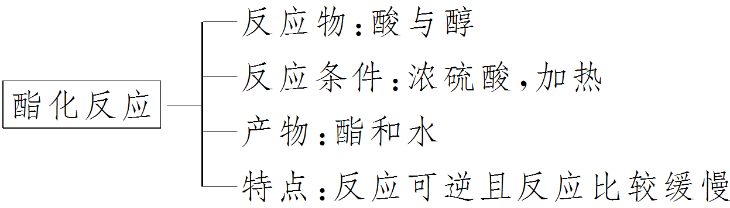 反应物:酸与醇
反应条件:浓硫酸,加热
酯化反应
产物:酯和水
特点:反应可逆且反应比较缓慢